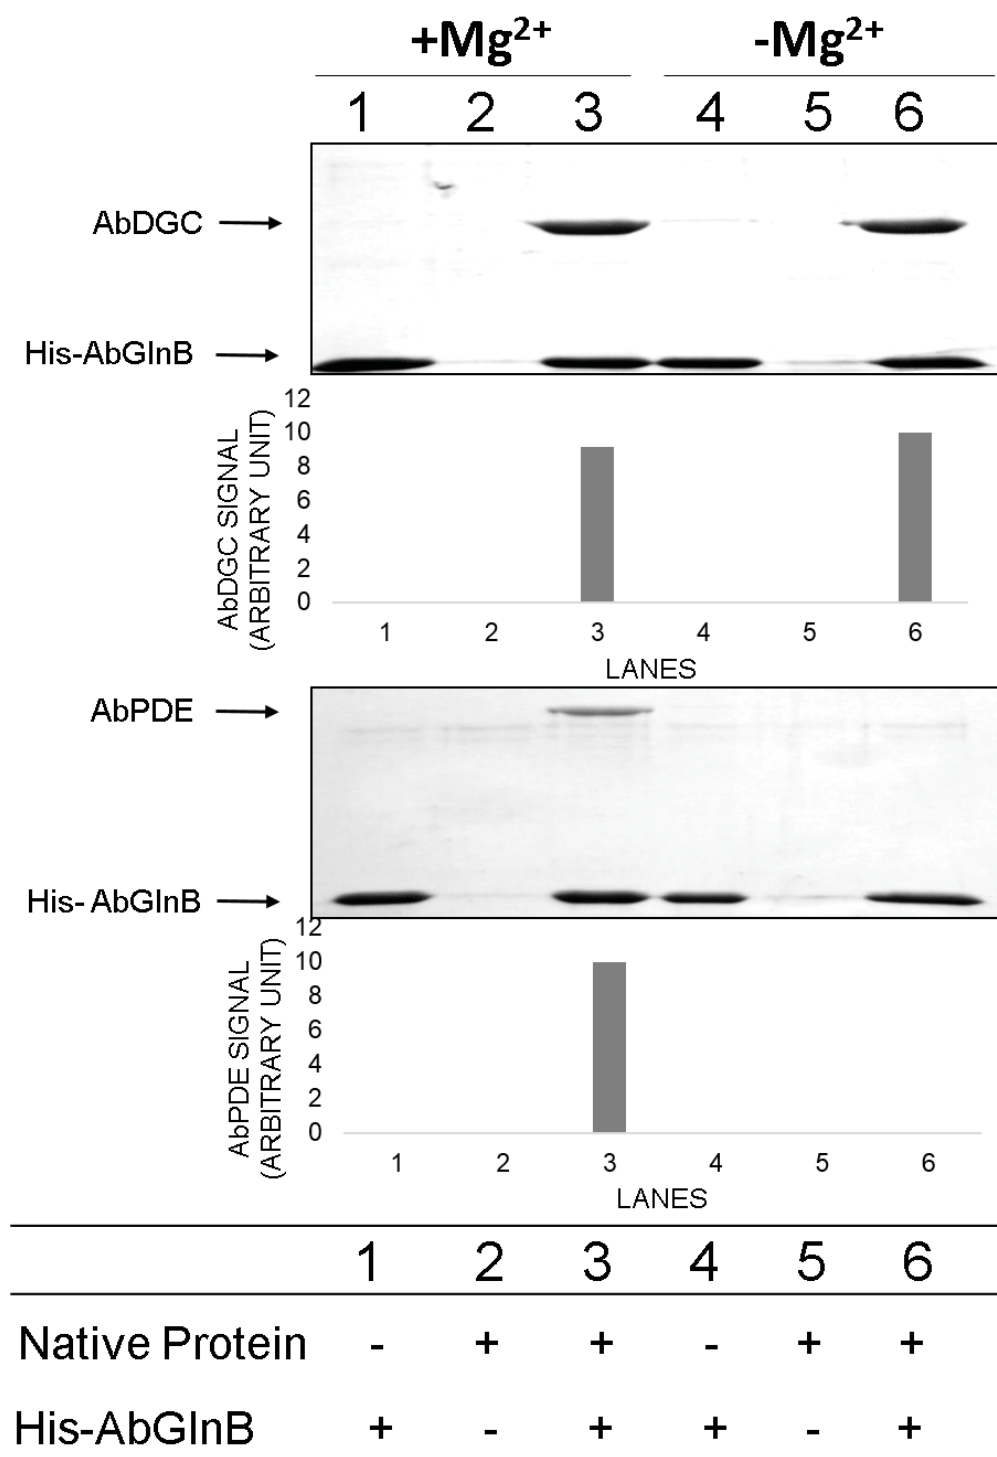 +Mg²⁺ -Mg²⁺
1 2 3 4 5 6
AbDGC
His-AbGlnB
AbDGC SIGNAL
(ARBITRARY UNIT)
12
10
8
6
4
2
0
1 2 3 4 5 6
LANES
AbPDE
His- AbGlnB
AbPDE SIGNAL
(ARBITRARY UNIT)
12
10
8
6
4
2
0
1 2 3 4 5 6
LANES
1 2 3 4 5 6
Native Protein - + + - + +
His-AbGlnB + - + + - +